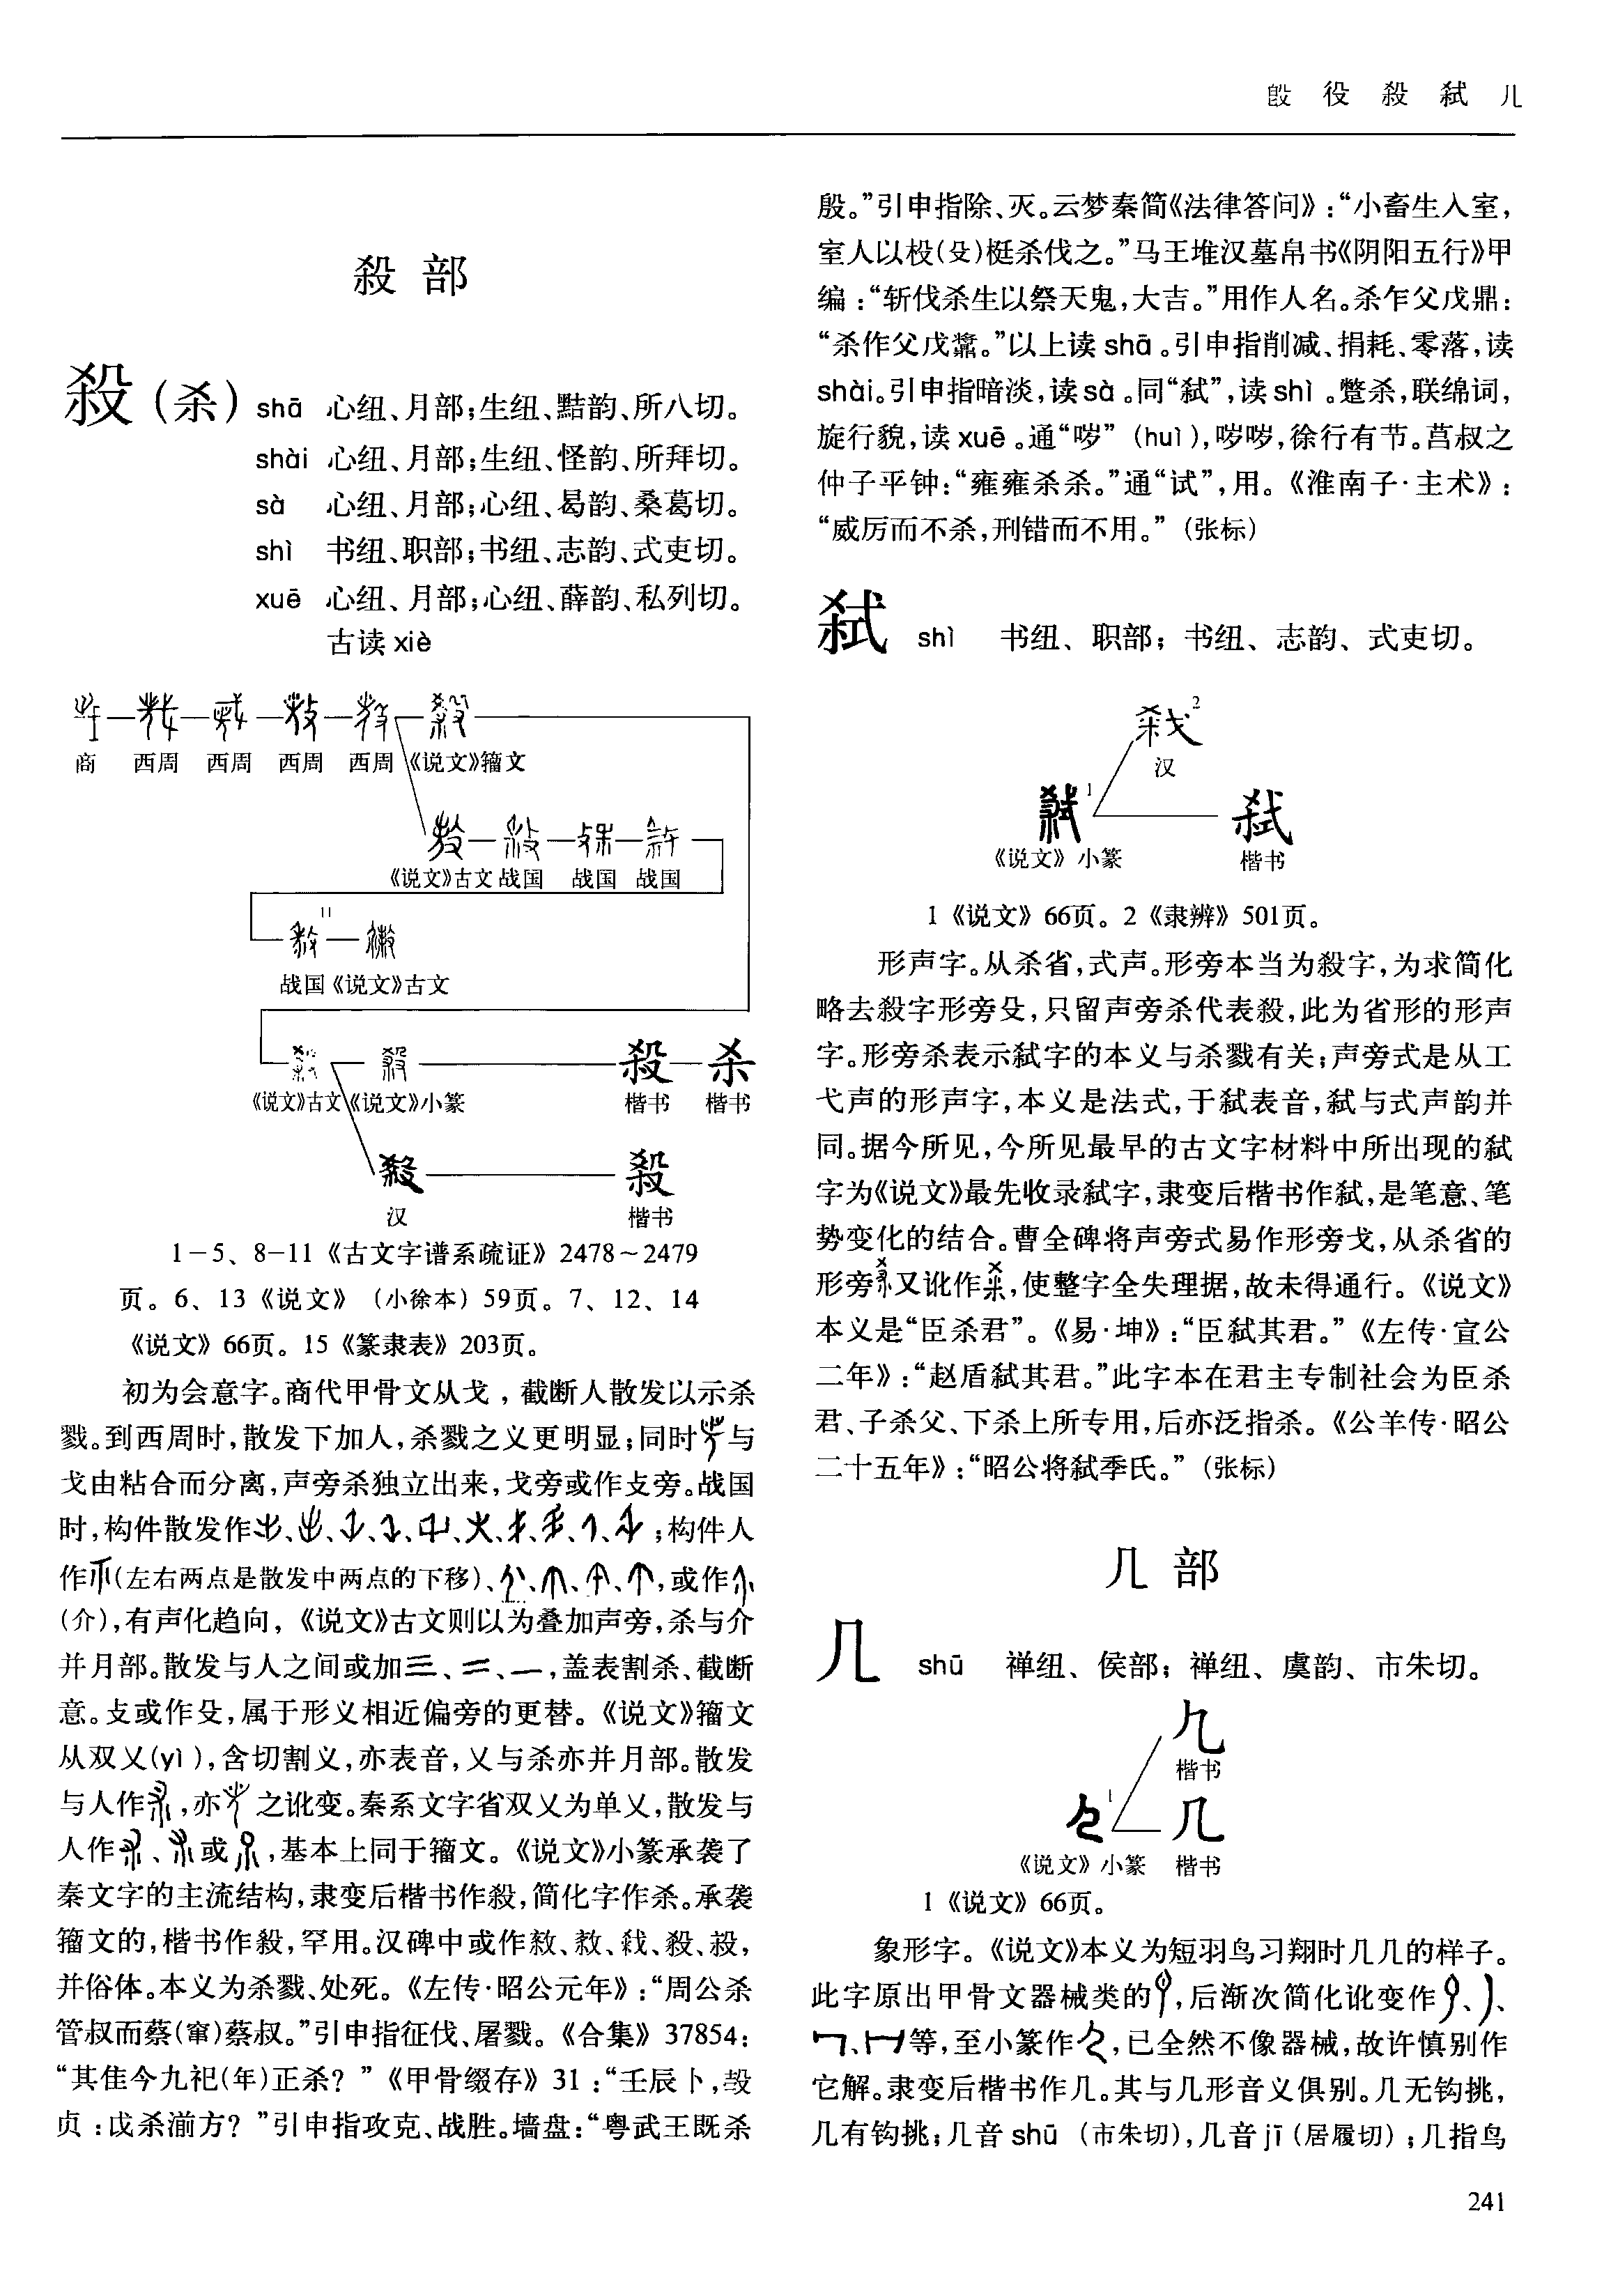 役 殺 弑 𠘧
殺 部
殺（杀）shā 心纽、月部；生纽、黠韵、所八切。
shài 心纽、月部；生纽、怪韵、所拜切。
sà 心纽、月部；心纽、曷韵、桑葛切。
shì 书纽、职部；书纽、志韵、式吏切。
xuē 心纽、月部；心纽、薛韵、私列切。
古读 xiè
商 西周 西周 西周 西周 《说文》籀文
《说文》古文 战国 战国 战国
11
战国《说文》古文
殺 杀
《说文》古文《说文》小篆 楷书 楷书
殺
汉 楷书
1－5、8－11《古文字谱系疏证》2478～2479
页。6、13《说文》（小徐本）59页。7、12、14
《说文》66页。15《篆隶表》203页。
初为会意字。商代甲骨文从戈，截断人散发以示杀
戮。到西周时，散发下加人，杀戮之义更明显；同时与
戈由粘合而分离，声旁杀独立出来，戈旁或作攴旁。战国
时，构件散发作、、、、、、、、、；构件人
作（左右两点是散发中两点的下移）、、、、，或作
（介），有声化趋向，《说文》古文则以为叠加声旁，杀与介
并月部。散发与人之间或加三、二、一，盖表割杀、截断
意。攴或作殳，属于形义相近偏旁的更替。《说文》籀文
从双乂(yì)，含切割义，亦表音，乂与杀亦并月部。散发
与人作，亦之讹变。秦系文字省双乂为单乂，散发与
人作、或，基本上同于籀文。《说文》小篆承袭了
秦文字的主流结构，隶变后楷书作殺，简化字作杀。承袭
籀文的，楷书作，罕用。汉碑中或作、、、、，
并俗体。本义为杀戮、处死。《左传·昭公元年》：“周公杀
管叔而蔡(窜)蔡叔。”引申指征伐、屠戮。《合集》37854：
“其隹今九祀(年)正杀？”《甲骨缀存》31：“壬辰卜，㱿
贞：戉杀湔方？”引申指攻克、战胜。墙盘：“粤武王既杀
殷。”引申指除、灭。云梦秦简《法律答问》：“小畜生入室，
室人以杸(殳)梃杀伐之。”马王堆汉墓帛书《阴阳五行》甲
编：“斩伐杀生以祭天鬼，大吉。”用作人名。杀乍父戊鼎：
“杀作父戊鼒。”以上读 shā。引申指削减、捐耗、零落，读
shài。引申指暗淡，读 sà。同“弑”，读 shì。蹩杀，联绵词，
旋行貌，读 xuē。通“哕”（huì），哕哕，徐行有节。莒叔之
仲子平钟：“雍雍杀杀。”通“试”，用。《淮南子·主术》：
“威厉而不杀，刑错而不用。”（张标）
弑 shì 书纽、职部；书纽、志韵、式吏切。
2
汉
1
弑
《说文》小篆 楷书
1《说文》66页。2《隶辨》501页。
形声字。从杀省，式声。形旁本当为殺字，为求简化
略去殺字形旁殳，只留声旁杀代表殺，此为省形的形声
字。形旁杀表示弑字的本义与杀戮有关；声旁式是从工
弋声的形声字，本义是法式，于弑表音，弑与式声韵并
同。据今所见，今所见最早的古文字材料中所出现的弑
字为《说文》最先收录弑字，隶变后楷书作弑，是笔意、笔
势变化的结合。曹全碑将声旁式易作形旁戈，从杀省的
形旁又讹作，使整字全失理据，故未得通行。《说文》
本义是“臣杀君”。《易·坤》：“臣弑其君。”《左传·宣公
二年》：“赵盾弑其君。”此字本在君主专制社会为臣杀
君、子杀父、下杀上所专用，后亦泛指杀。《公羊传·昭公
二十五年》：“昭公将弑季氏。”（张标）
𠘧 部
𠘧 shū 禅纽、侯部；禅纽、虞韵、市朱切。
楷书
1
几
《说文》小篆 楷书
1《说文》66页。
象形字。《说文》本义为短羽鸟习翔时𠘧𠘧的样子。
此字原出甲骨文器械类的，后渐次简化讹变作、、
、等，至小篆作，已全然不像器械，故许慎别作
它解。隶变后楷书作𠘧。其与几形音义俱别。𠘧无钩挑，
几有钩挑；𠘧音 shū（市朱切），几音 jī（居履切）；𠘧指鸟
241